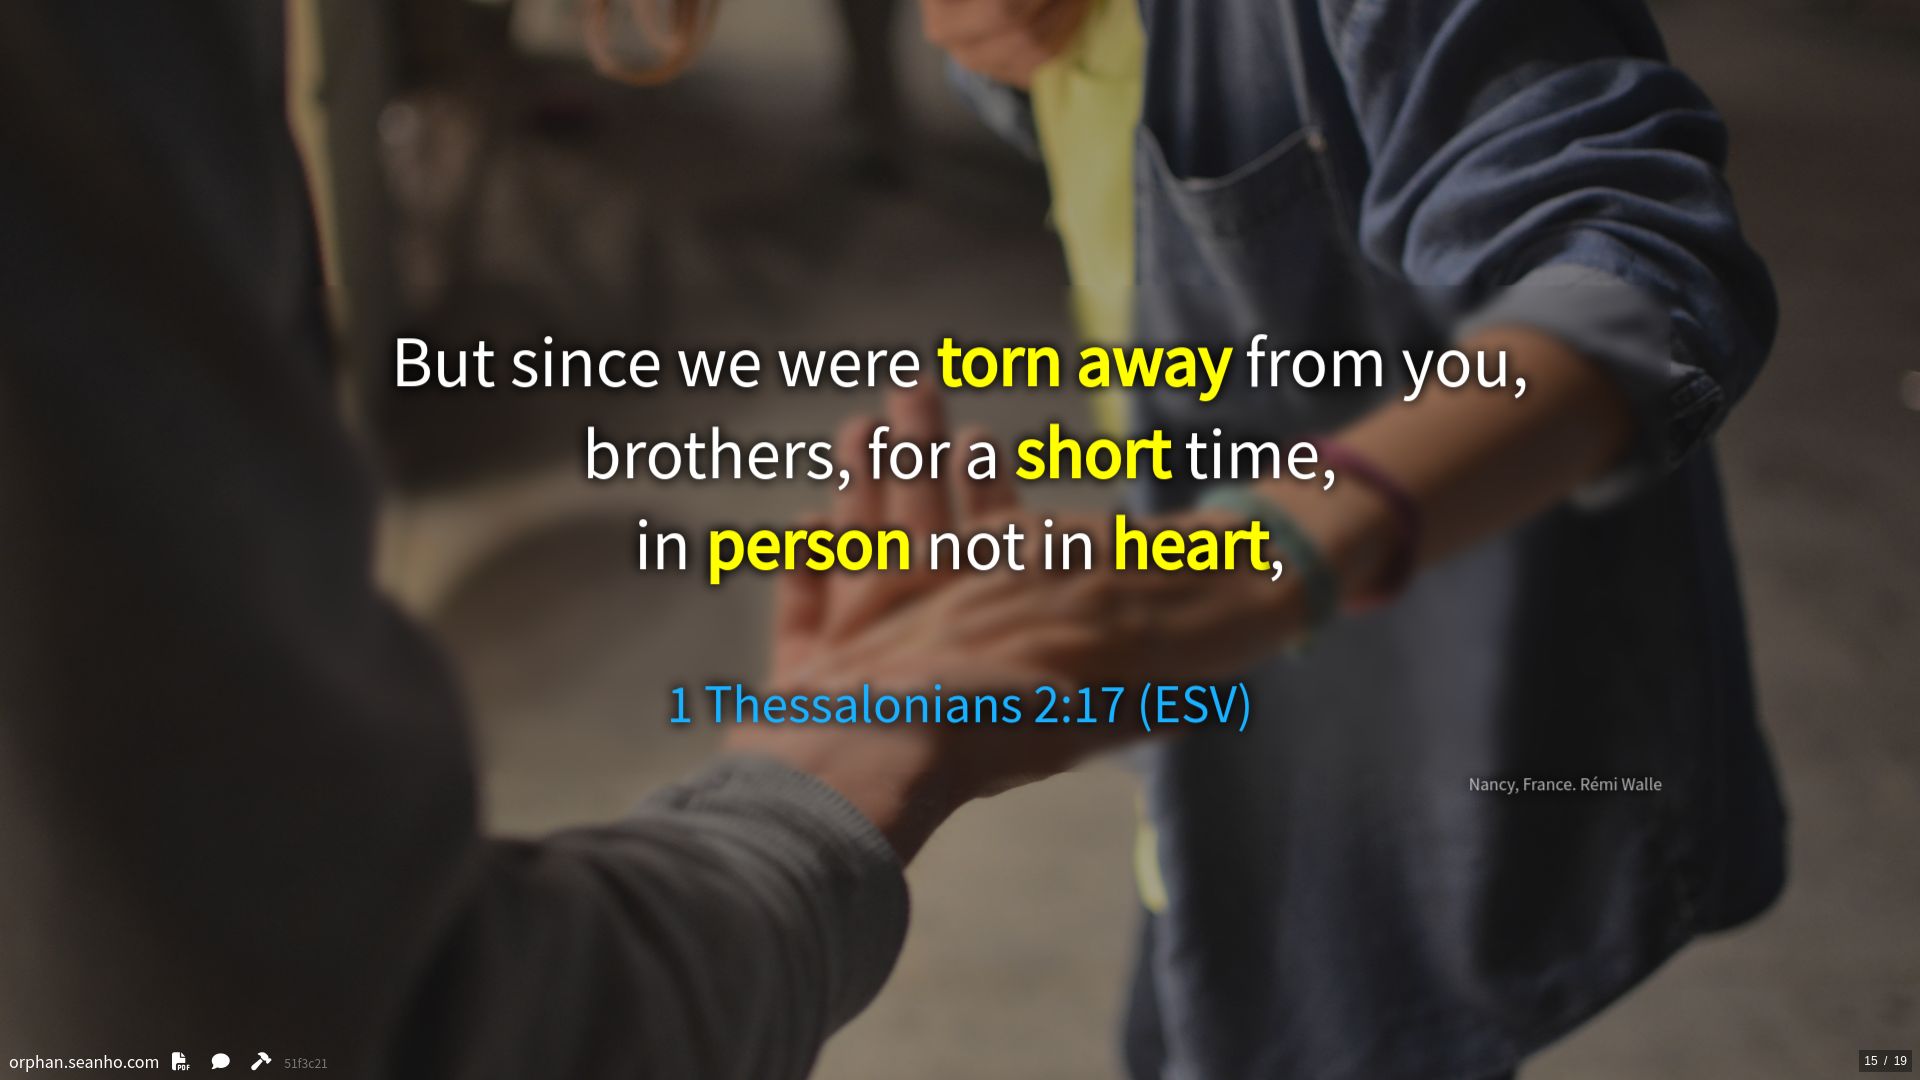 But since we were torn away from you,
brothers, for a short time,
in person not in heart,
1 Thessalonians 2:17 (ESV)
Nancy, France. Rémi Walle
orphan.seanho.com PDF 51f3c21
15 / 19